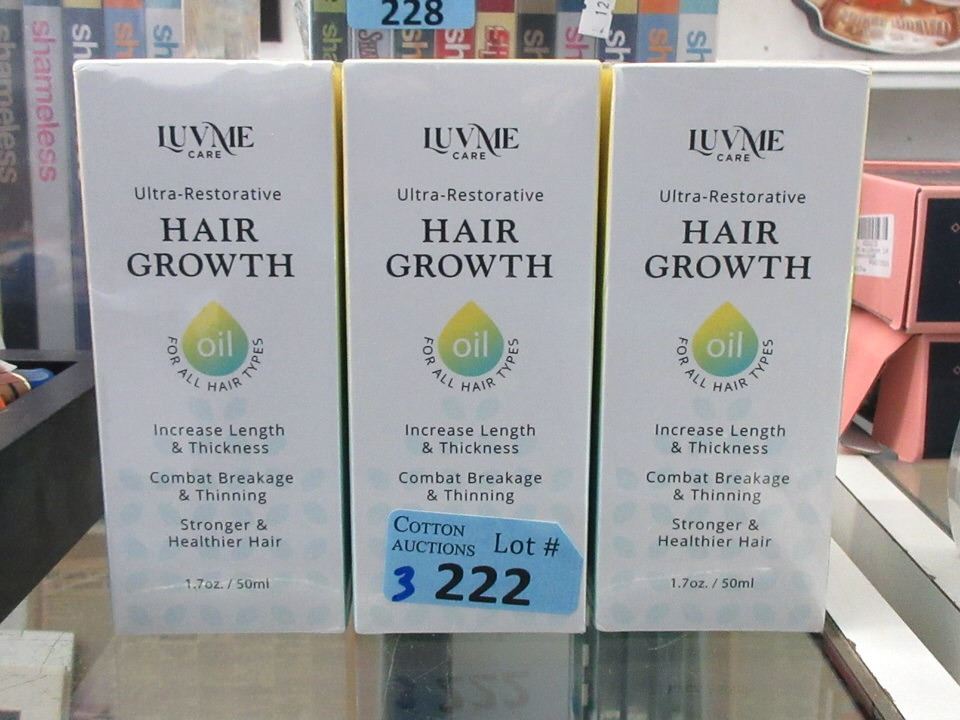 228
12
shameless
shameless
LUVME
CARE
Ultra-Restorative
HAIR
GROWTH
oil
FOR ALL HAIR TYPES
Increase Length
& Thickness
Combat Breakage
& Thinning
Stronger &
Healthier Hair
1.7oz. / 50ml
LUVME
CARE
Ultra-Restorative
HAIR
GROWTH
oil
FOR ALL HAIR TYPES
Increase Length
& Thickness
Combat Breakage
& Thinning
COTTON
AUCTIONS Lot #
3 222
LUVME
CARE
Ultra-Restorative
HAIR
GROWTH
oil
FOR ALL HAIR TYPES
Increase Length
& Thickness
Combat Breakage
& Thinning
Stronger &
Healthier Hair
1.7oz. / 50ml